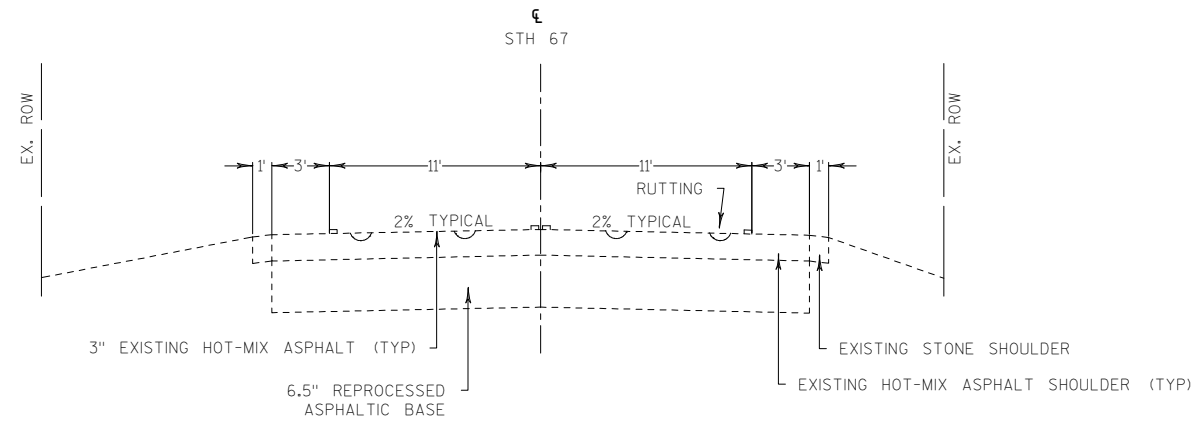 ℄
STH 67
EX. ROW
EX. ROW
1'
3'
11'
11'
3'
1'
RUTTING
2% TYPICAL
2% TYPICAL
3" EXISTING HOT-MIX ASPHALT (TYP)
EXISTING STONE SHOULDER
6.5" REPROCESSED
ASPHALTIC BASE
EXISTING HOT-MIX ASPHALT SHOULDER (TYP)